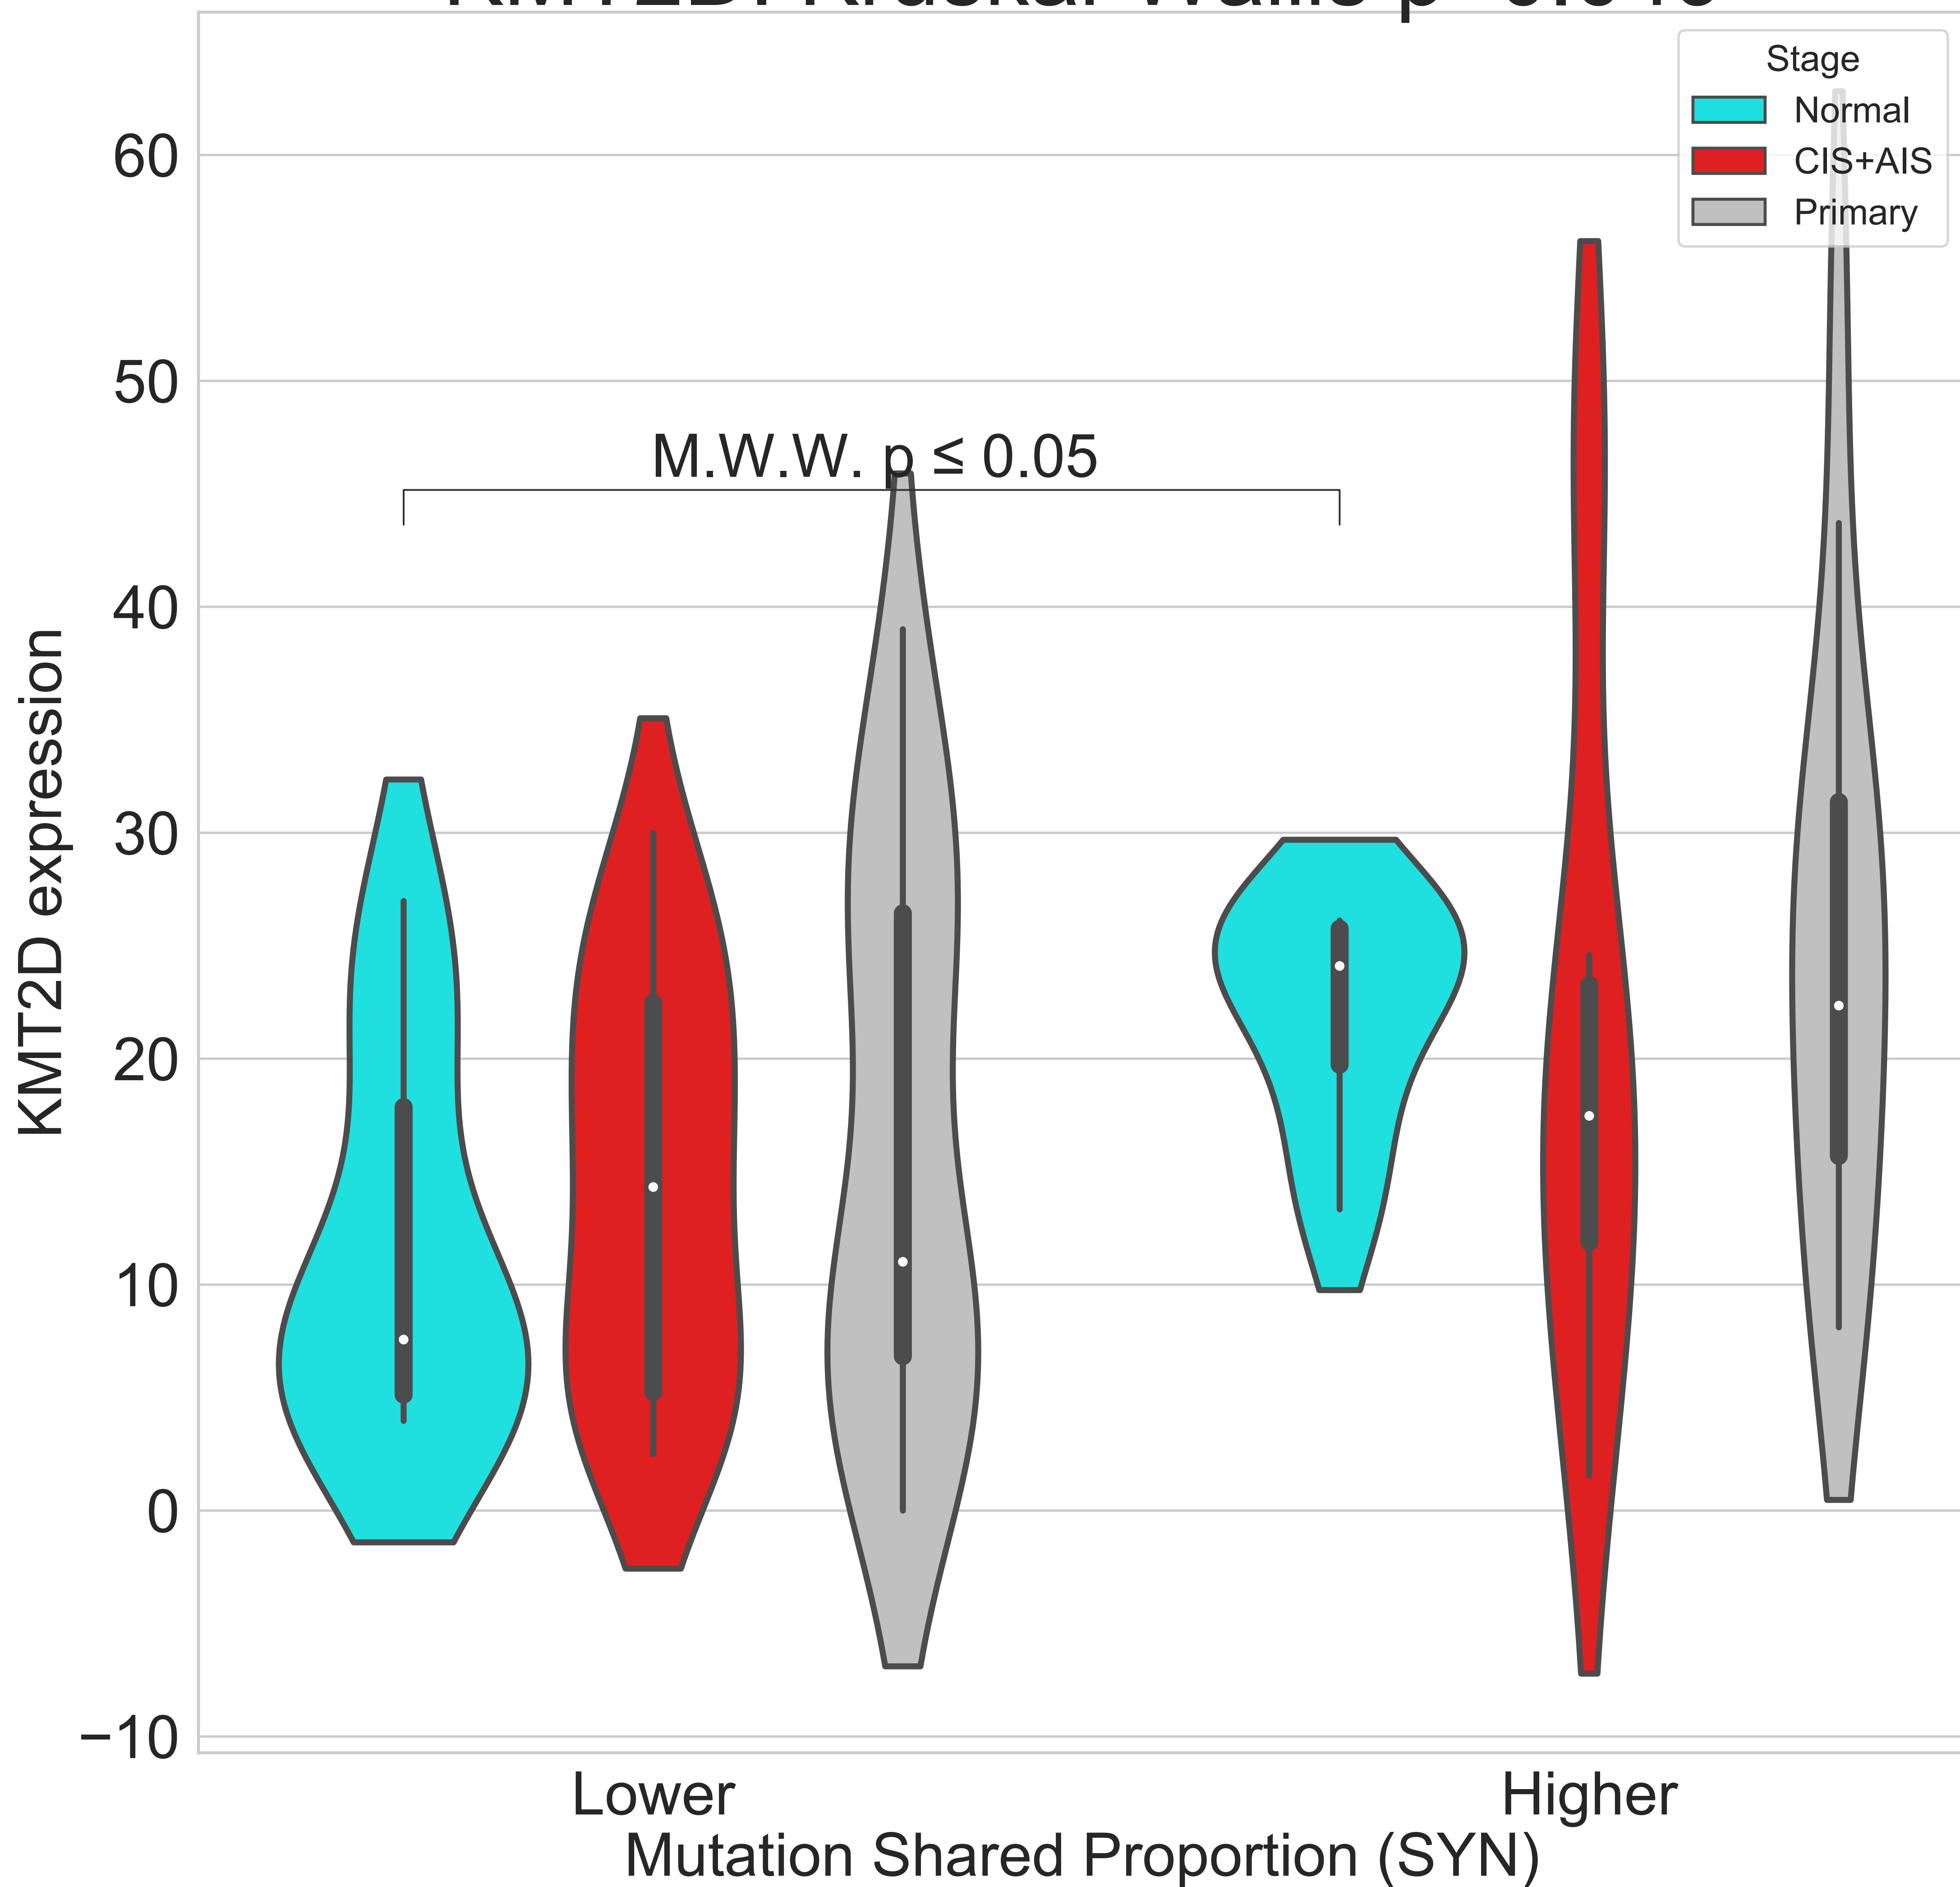 Stage
Normal
CIS+AIS
Primary
60
50
40
30
20
10
0
−10
KMT2D expression
M.W.W. p ≤ 0.05
Lower
Higher
Mutation Shared Proportion (SYN)